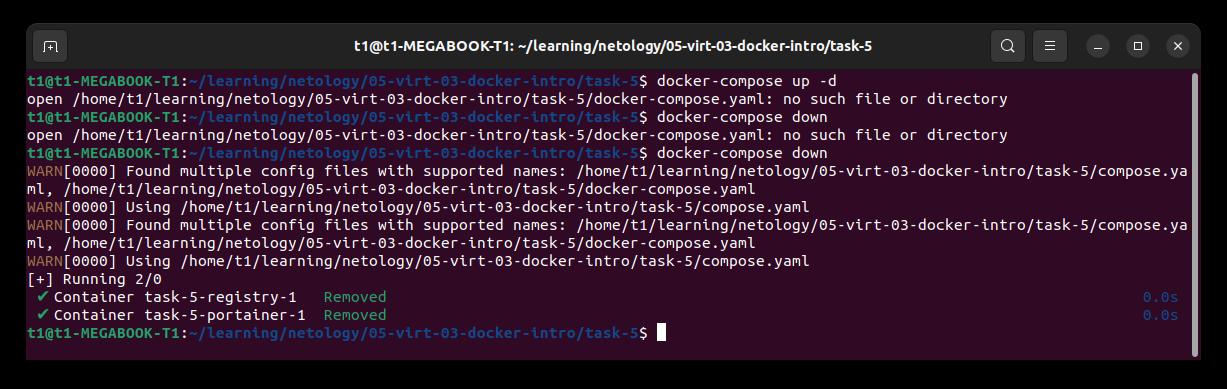 t1@t1-MEGABOOK-T1: ~/learning/netology/05-virt-03-docker-intro/task-5
t1@t1-MEGABOOK-T1:~/learning/netology/05-virt-03-docker-intro/task-5$ docker-compose up -d
open /home/t1/learning/netology/05-virt-03-docker-intro/task-5/docker-compose.yaml: no such file or directory
t1@t1-MEGABOOK-T1:~/learning/netology/05-virt-03-docker-intro/task-5$ docker-compose down
open /home/t1/learning/netology/05-virt-03-docker-intro/task-5/docker-compose.yaml: no such file or directory
t1@t1-MEGABOOK-T1:~/learning/netology/05-virt-03-docker-intro/task-5$ docker-compose down
WARN[0000] Found multiple config files with supported names: /home/t1/learning/netology/05-virt-03-docker-intro/task-5/compose.ya
ml, /home/t1/learning/netology/05-virt-03-docker-intro/task-5/docker-compose.yaml
WARN[0000] Using /home/t1/learning/netology/05-virt-03-docker-intro/task-5/compose.yaml
WARN[0000] Found multiple config files with supported names: /home/t1/learning/netology/05-virt-03-docker-intro/task-5/compose.ya
ml, /home/t1/learning/netology/05-virt-03-docker-intro/task-5/docker-compose.yaml
WARN[0000] Using /home/t1/learning/netology/05-virt-03-docker-intro/task-5/compose.yaml
[+] Running 2/0
✔ Container task-5-registry-1 Removed 0.0s
✔ Container task-5-portainer-1 Removed 0.0s
t1@t1-MEGABOOK-T1:~/learning/netology/05-virt-03-docker-intro/task-5$